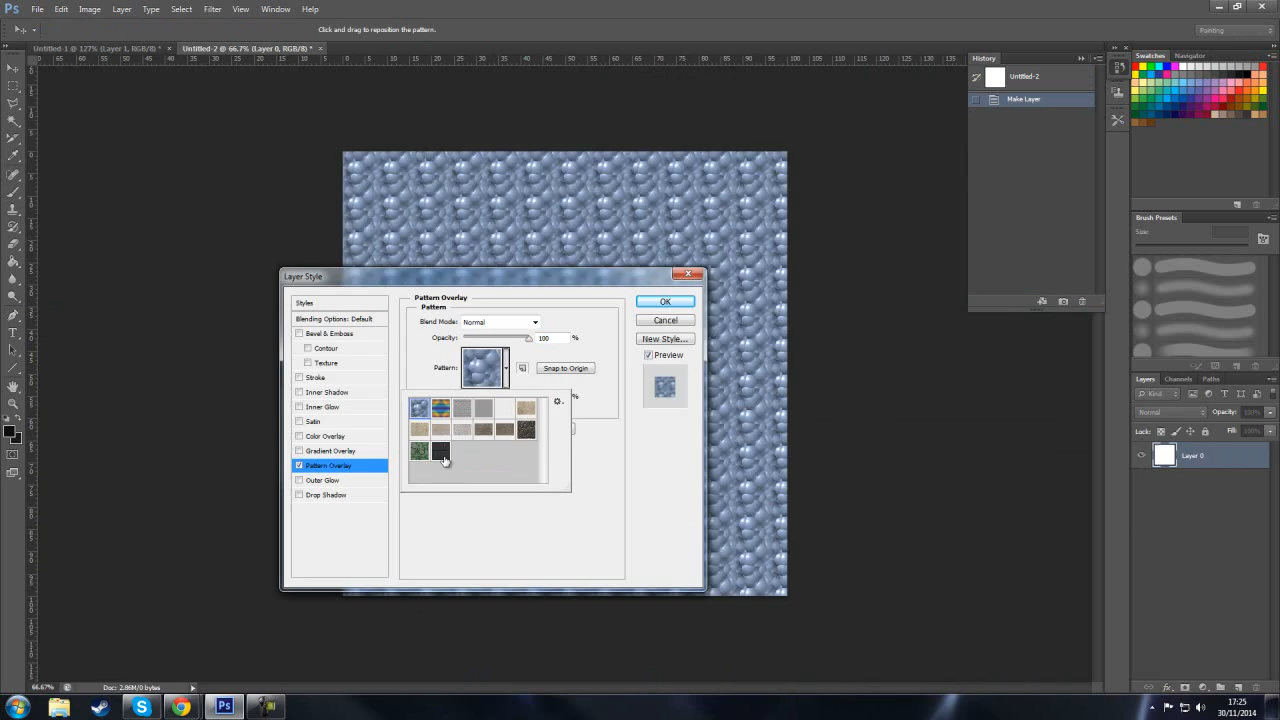 Ps File Edit Image Layer Type Select Filter View Window Help
Click and drag to reposition the pattern.
Painting
Untitled-1 @ 127% (Layer 1, RGB/8) * × Untitled-2 @ 66.7% (Layer 0, RGB/8) * ×
History
Untitled-2
Make Layer
Swatches Navigator
Brush Presets
Size:
Layer Style
Styles
Blending Options: Default
Bevel & Emboss
Contour
Texture
Stroke
Inner Shadow
Inner Glow
Satin
Color Overlay
Gradient Overlay
Pattern Overlay
Outer Glow
Drop Shadow
Pattern Overlay
Pattern
Blend Mode: Normal
Opacity: 100 %
Pattern: Snap to Origin
%
OK
Cancel
New Style...
Preview
Layers Channels Paths
Kind
Normal Opacity: 100%
Lock: Fill: 100%
Layer 0
66.67% Doc: 2.86M/0 bytes
Ps
17:25
30/11/2014